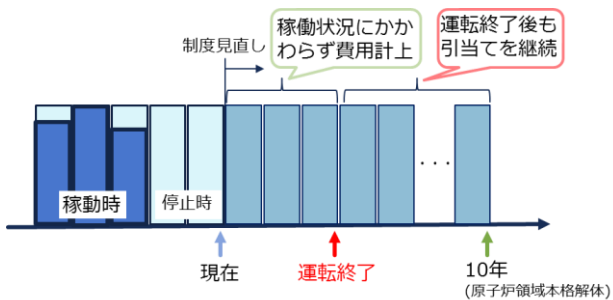 制度見直し
稼働状況にかか
わらず費用計上
運転終了後も
引当てを継続
稼動時
停止時
・・・
現在
運転終了
10年
(原子炉領域本格解体)